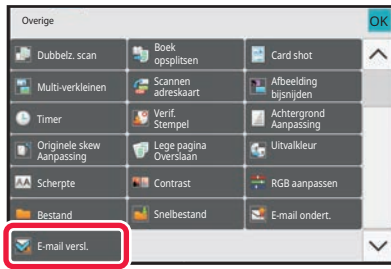 Overige
OK
Dubbelz. scan
Boek
opsplitsen
Card shot
Multi-verkleinen
Scannen
adreskaart
Afbeelding
bijsnijden
Timer
Verif.
Stempel
Achtergrond
Aanpassing
Originele skew
Aanpassing
Lege pagina
Overslaan
Uitvalkleur
AA Scherpte
Contrast
RGB aanpassen
Bestand
Snelbestand
E-mail ondert.
E-mail versl.